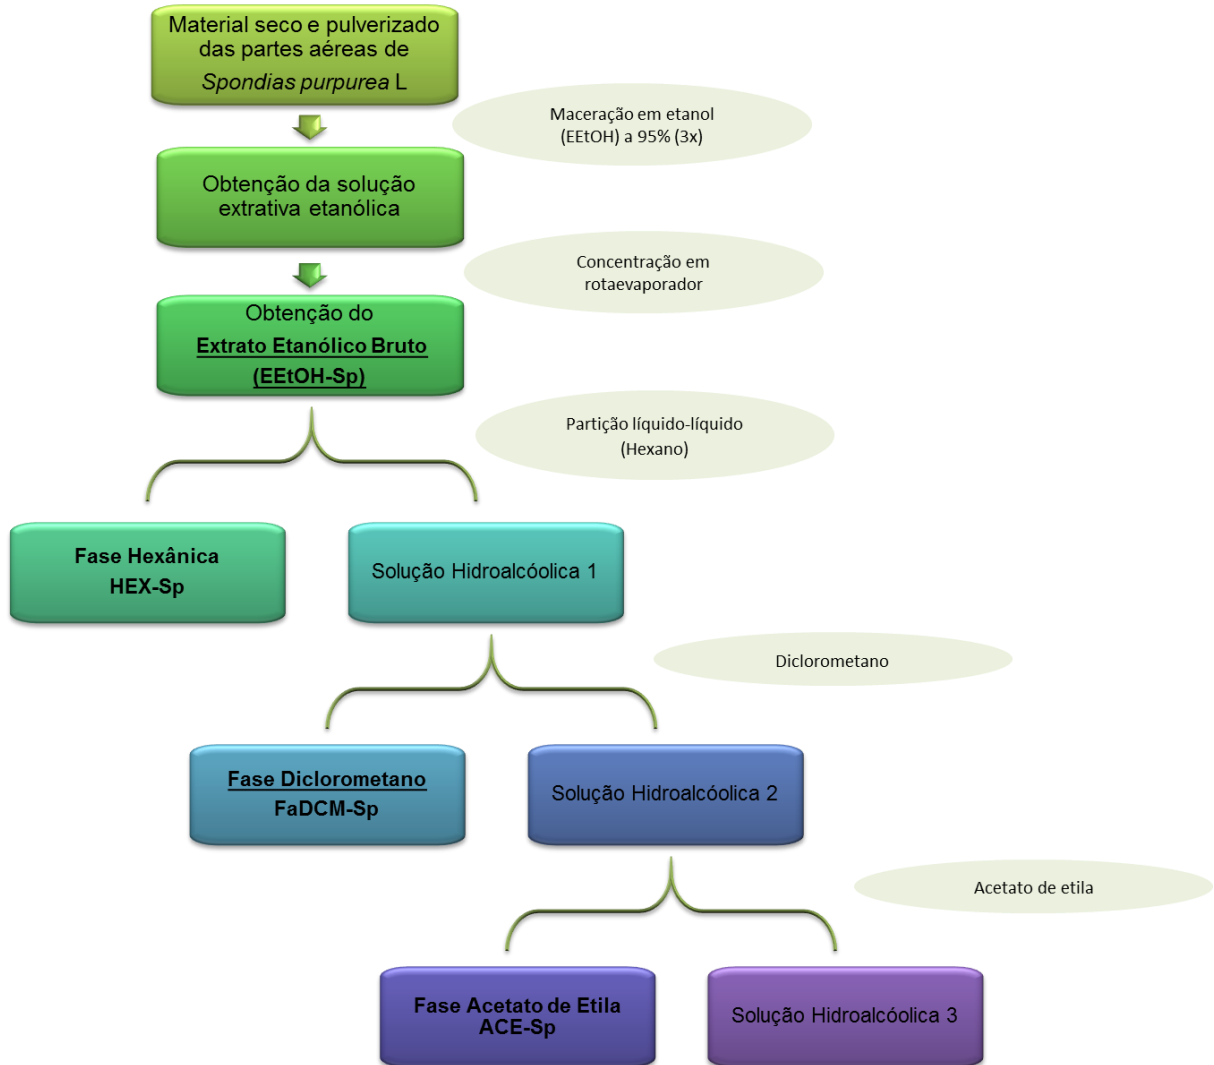 Material seco e pulverizado
das partes aéreas de
Spondias purpurea L
Maceração em etanol
(EEtOH) a 95% (3x)
Obtenção da solução
extrativa etanólica
Concentração em
rotaevaporador
Obtenção do
Extrato Etanólico Bruto
(EEtOH-Sp)
Partição líquido-líquido
(Hexano)
Fase Hexânica
HEX-Sp
Solução Hidroalcóolica 1
Diclorometano
Fase Diclorometano
FaDCM-Sp
Solução Hidroalcóolica 2
Acetato de etila
Fase Acetato de Etila
ACE-Sp
Solução Hidroalcóolica 3